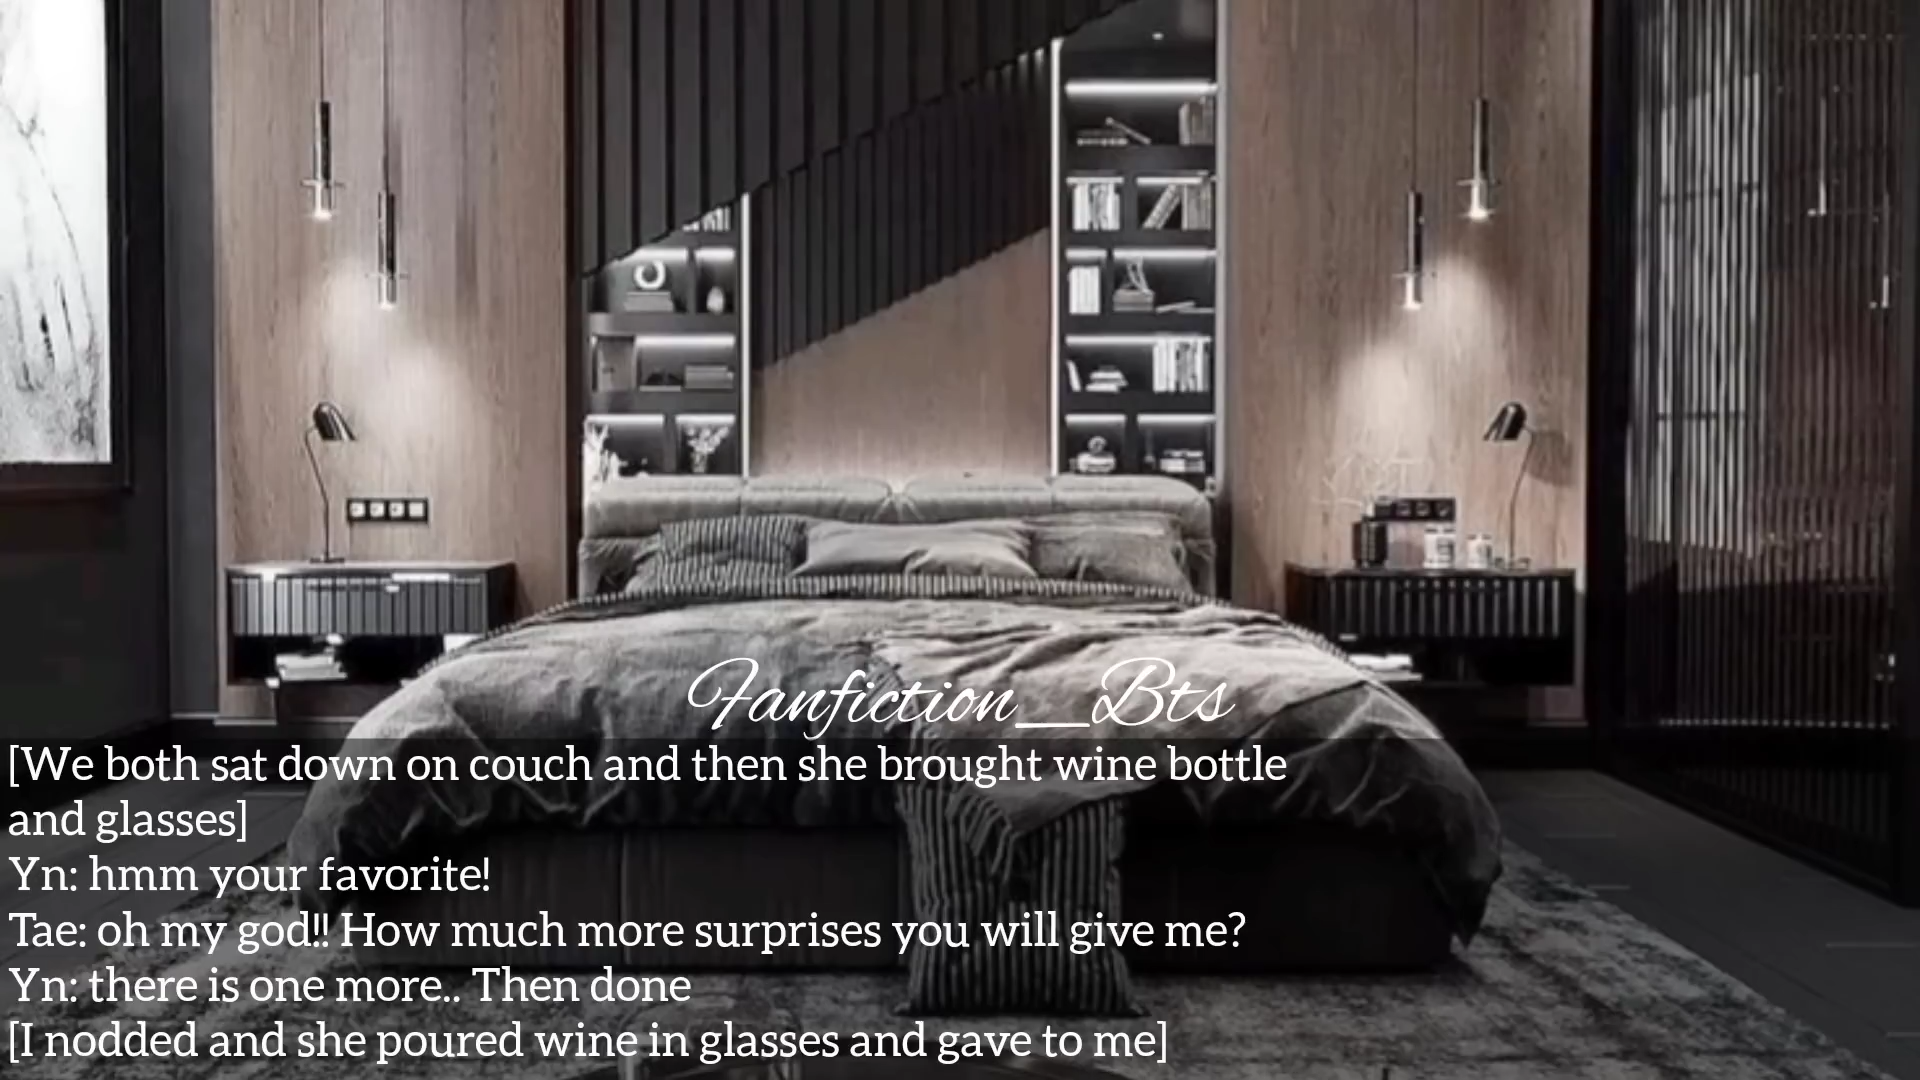 Fanfiction__Bts
[We both sat down on couch and then she brought wine bottle
and glasses]
Yn: hmm your favorite!
Tae: oh my god!! How much more surprises you will give me?
Yn: there is one more.. Then done
[I nodded and she poured wine in glasses and gave to me]